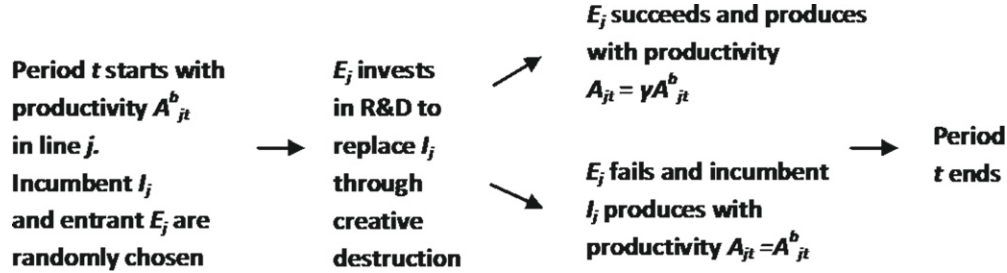 Period t starts with
productivity A^b_jt
in line j.
Incumbent I_j
and entrant E_j are
randomly chosen
E_j invests
in R&D to
replace I_j
through
creative
destruction
E_j succeeds and produces
with productivity
A_jt = γA^b_jt
E_j fails and incumbent
I_j produces with
productivity A_jt =A^b_jt
Period
t ends